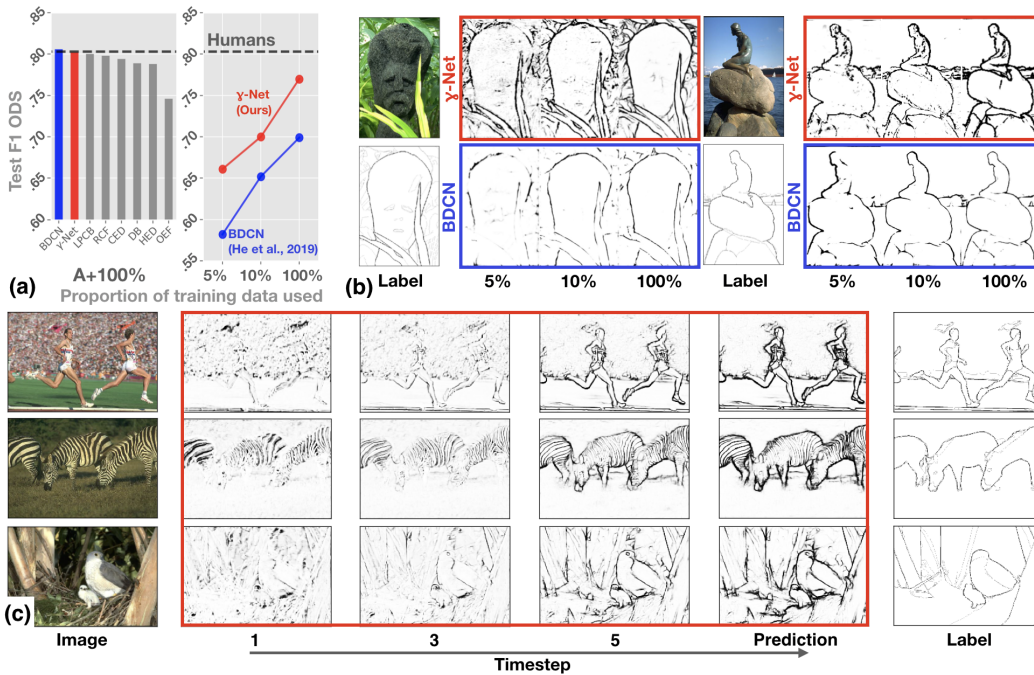 Test F1 ODS
.80
.80
.75
.70
.65
.60
BDCN
γ-Net
LPCB
RCF
CED
DB
HED
OEF
A+100%
(a)
.85
.80
.75
.70
.65
.60
.55
Humans
γ-Net
(Ours)
BDCN
(He et al., 2019)
5%
10%
100%
Proportion of training data used
(b)
Label
γ-Net
BDCN
5%
10%
100%
Label
γ-Net
BDCN
5%
10%
100%
(c)
Image
1
3
5
Prediction
Label
Timestep